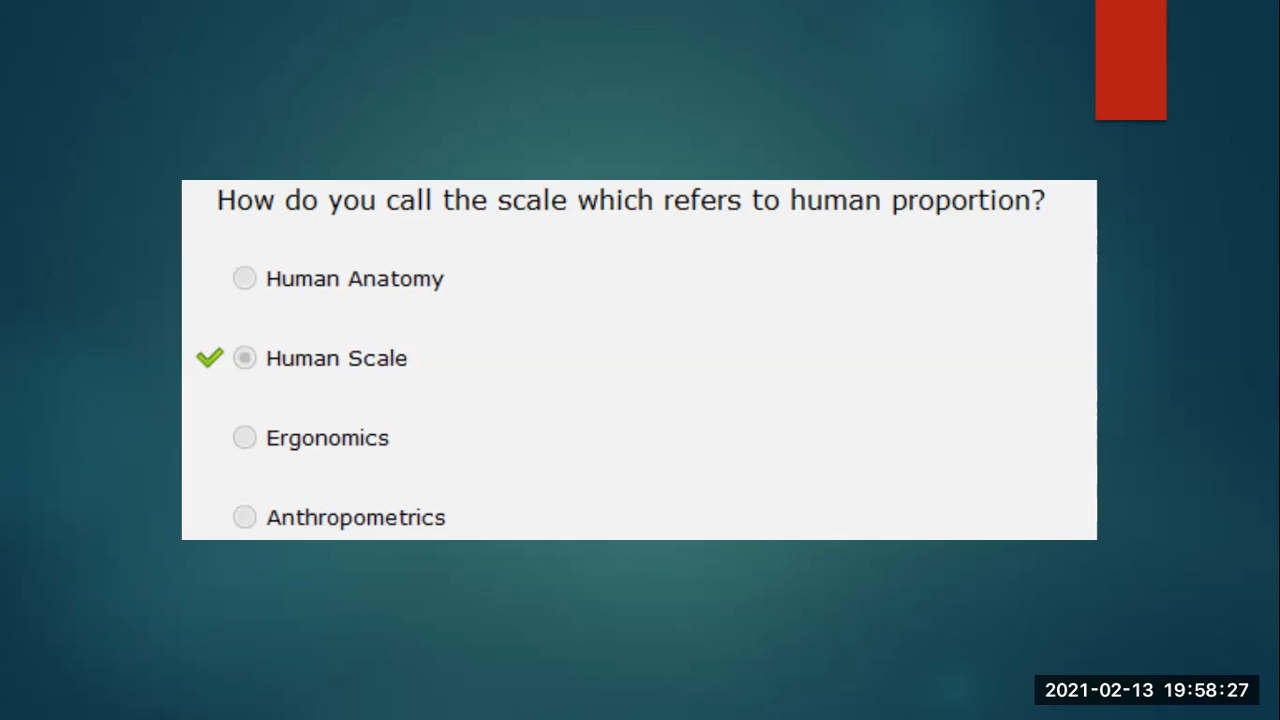 How do you call the scale which refers to human proportion?
Human Anatomy
Human Scale
Ergonomics
Anthropometrics
2021-02-13 19:58:27